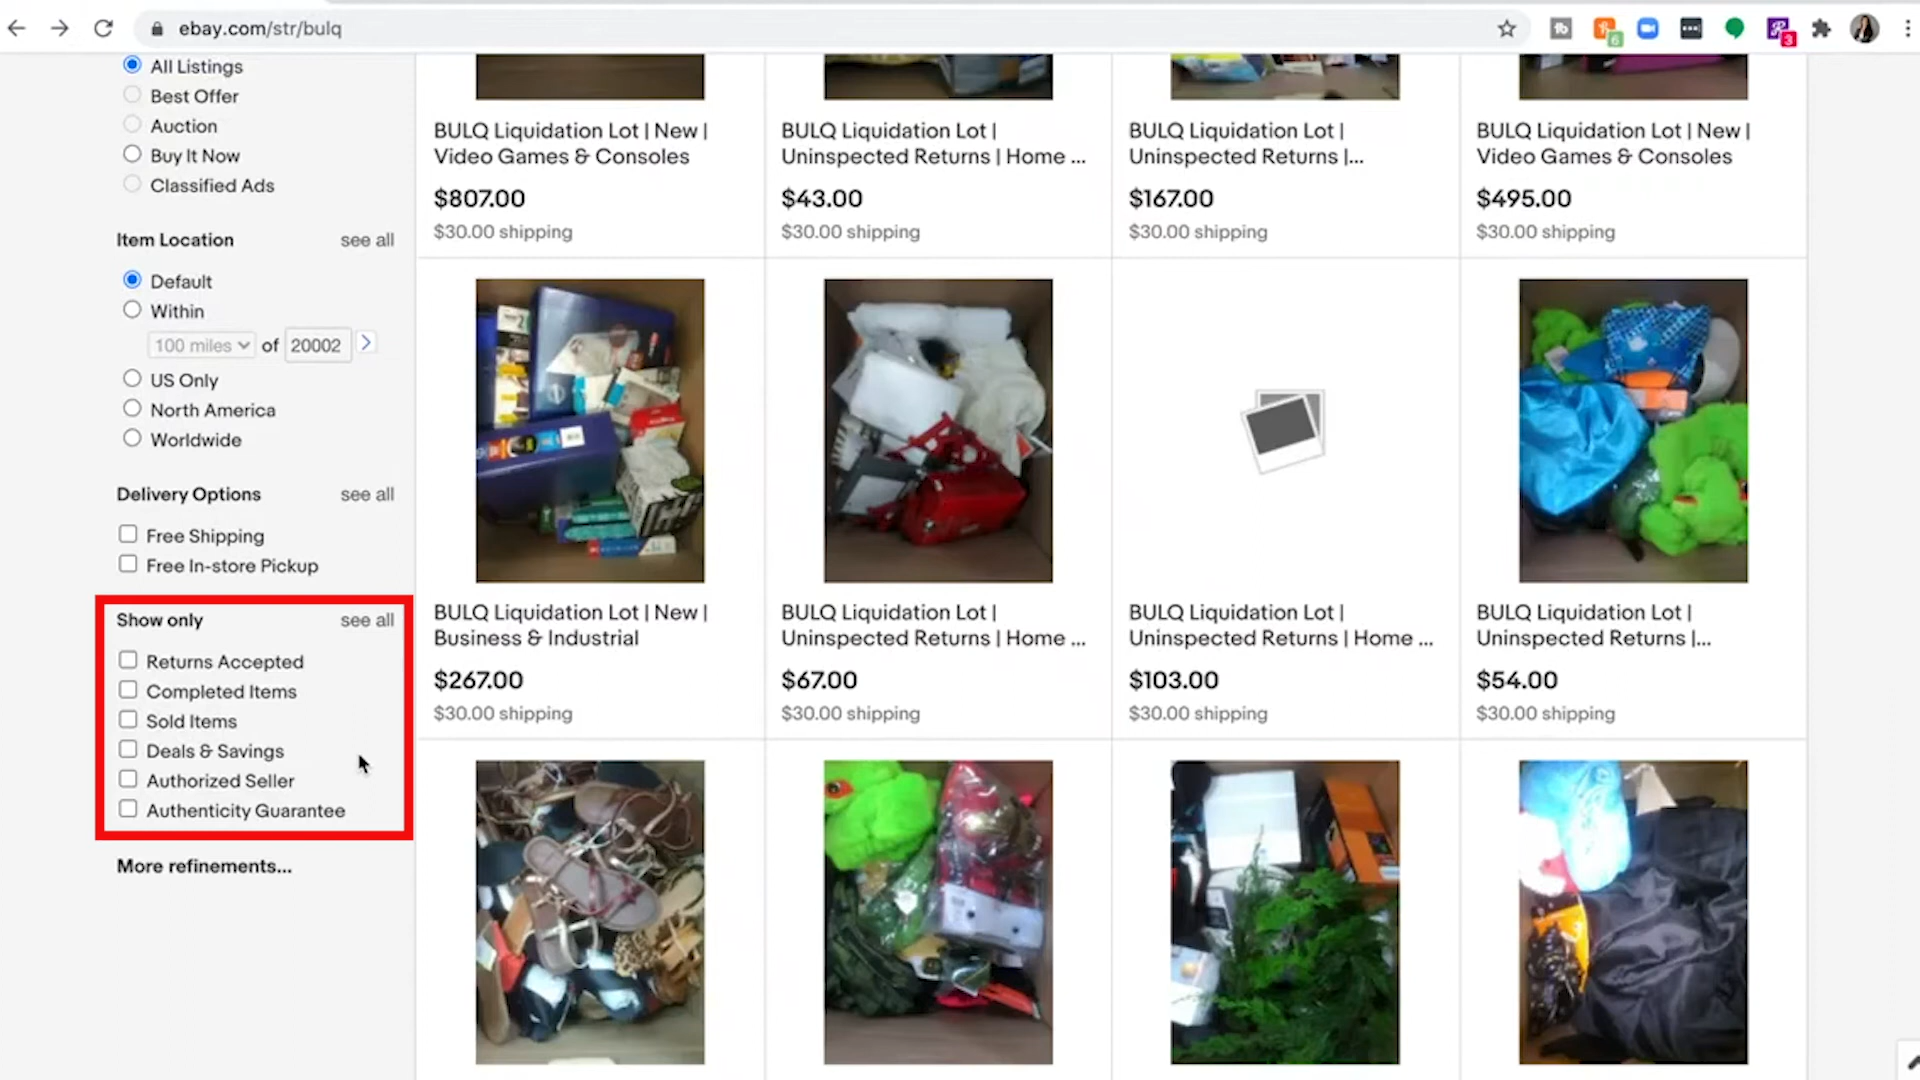 ebay.com/str/bulq
6
3
All Listings
Best Offer
Auction
Buy It Now
Classified Ads
Item Location see all
Default
Within
100 miles of 20002
US Only
North America
Worldwide
Delivery Options see all
Free Shipping
Free In-store Pickup
Show only see all
Returns Accepted
Completed Items
Sold Items
Deals & Savings
Authorized Seller
Authenticity Guarantee
More refinements...
BULQ Liquidation Lot | New |
Video Games & Consoles
$807.00
$30.00 shipping
BULQ Liquidation Lot |
Uninspected Returns | Home ...
$43.00
$30.00 shipping
BULQ Liquidation Lot |
Uninspected Returns |...
$167.00
$30.00 shipping
BULQ Liquidation Lot | New |
Video Games & Consoles
$495.00
$30.00 shipping
BULQ Liquidation Lot | New |
Business & Industrial
$267.00
$30.00 shipping
BULQ Liquidation Lot |
Uninspected Returns | Home ...
$67.00
$30.00 shipping
BULQ Liquidation Lot |
Uninspected Returns | Home ...
$103.00
$30.00 shipping
BULQ Liquidation Lot |
Uninspected Returns |...
$54.00
$30.00 shipping